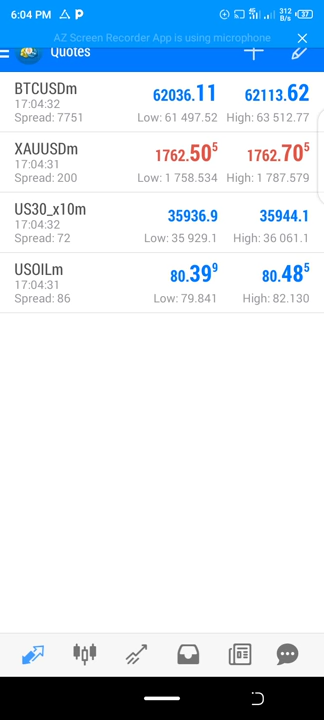 6:04 PM P 4G 312 B/s 37
AZ Screen Recorder App is using microphone
Quotes
BTCUSDm
62036.11 62113.62
17:04:32
Spread: 7751 Low: 61 497.52 High: 63 512.77
XAUUSDm
1762.505 1762.705
17:04:31
Spread: 200 Low: 1 758.534 High: 1 787.579
US30_x10m
35936.9 35944.1
17:04:32
Spread: 72 Low: 35 929.1 High: 36 061.1
USOILm
80.399 80.485
17:04:31
Spread: 86 Low: 79.841 High: 82.130